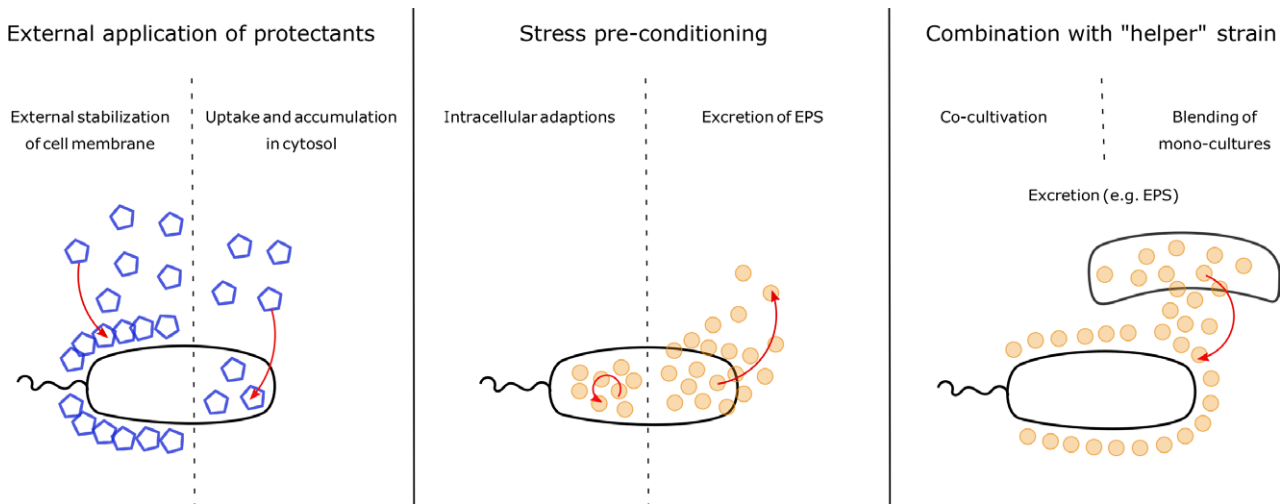 External application of protectants
External stabilization
of cell membrane
Uptake and accumulation
in cytosol
Stress pre-conditioning
Intracellular adaptions
Excretion of EPS
Combination with "helper" strain
Co-cultivation
Blending of
mono-cultures
Excretion (e.g. EPS)